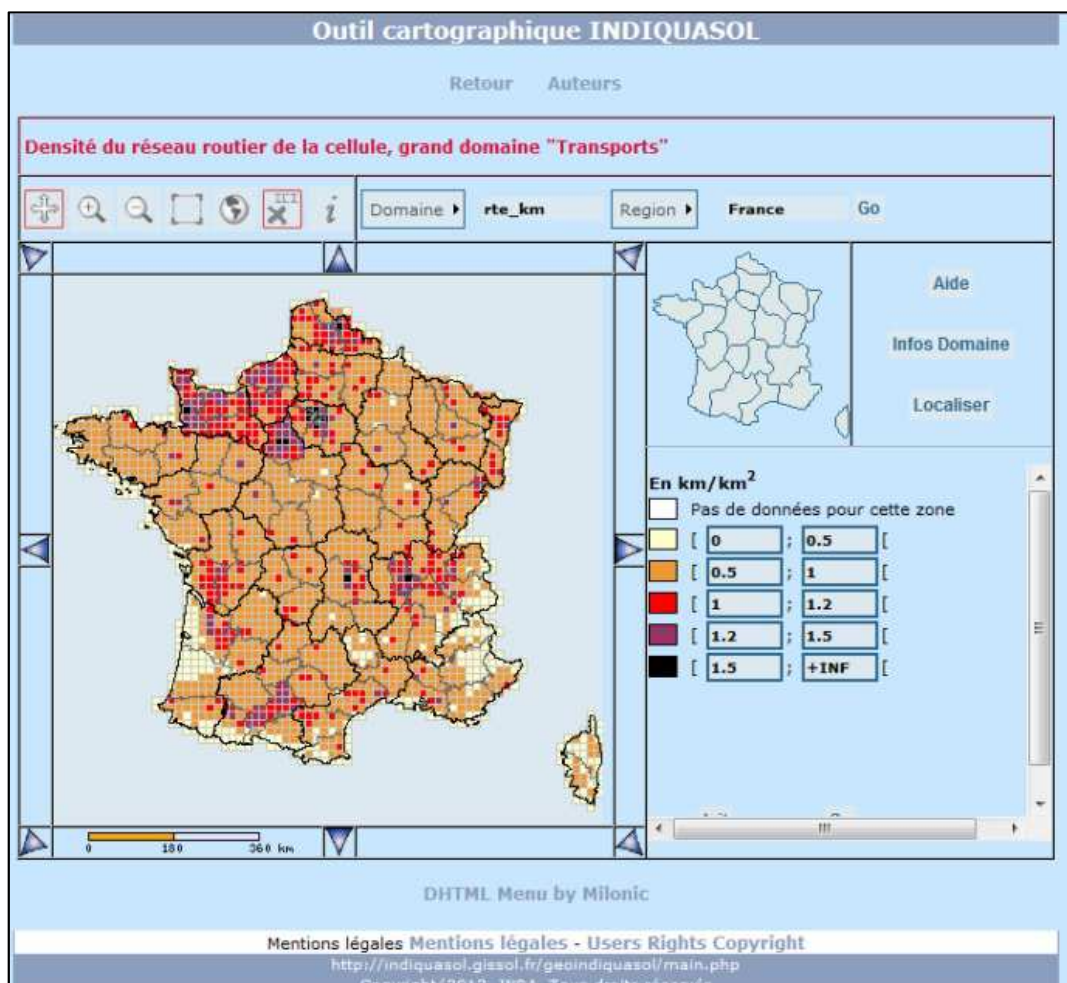 Outil cartographique INDIQUASOL
Retour Auteurs
Densité du réseau routier de la cellule, grand domaine "Transports"
Domaine rte_km Region France Go
Aide
Infos Domaine
Localiser
En km/km²
Pas de données pour cette zone
[ 0 ; 0.5 [
[ 0.5 ; 1 [
[ 1 ; 1.2 [
[ 1.2 ; 1.5 [
[ 1.5 ; +INF [
0 180 360 km
DHTML Menu by Milonic
Mentions légales Mentions légales - Users Rights Copyright
http://indiquasol.gissol.fr/geoindiquasol/main.php